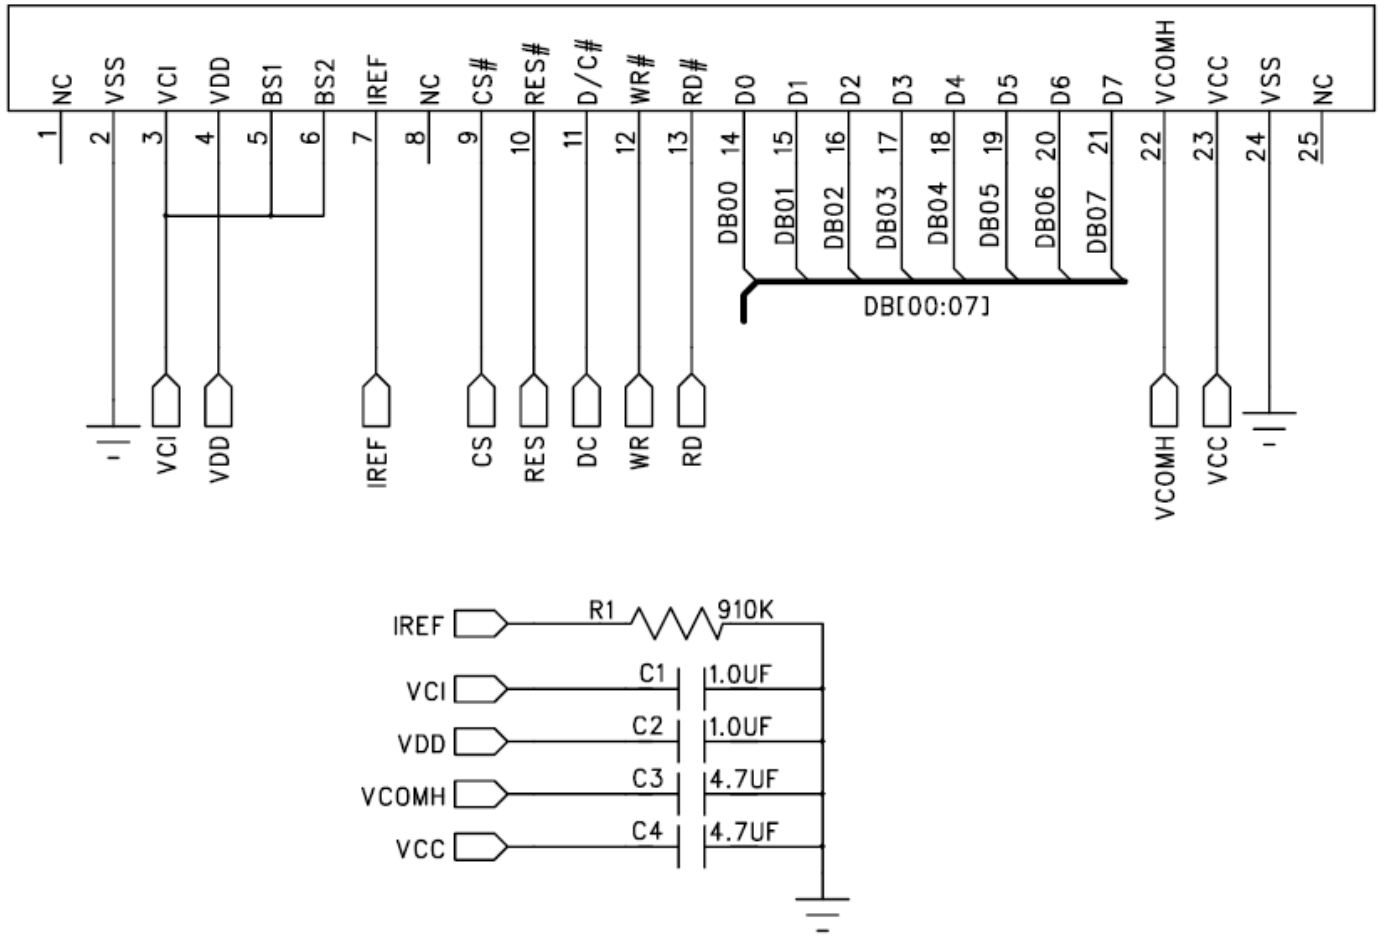 NC VSS VCI VDD BS1 BS2 IREF NC CS# RES# D/C# WR# RD# D0 D1 D2 D3 D4 D5 D6 D7 VCOMH VCC VSS NC
1 2 3 4 5 6 7 8 9 10 11 12 13 14 15 16 17 18 19 20 21 22 23 24 25
DB00 DB01 DB02 DB03 DB04 DB05 DB06 DB07
DB[00:07]
VCI VDD IREF CS RES DC WR RD VCOMH VCC
IREF R1 910K
VCI C1 1.0UF
VDD C2 1.0UF
VCOMH C3 4.7UF
VCC C4 4.7UF